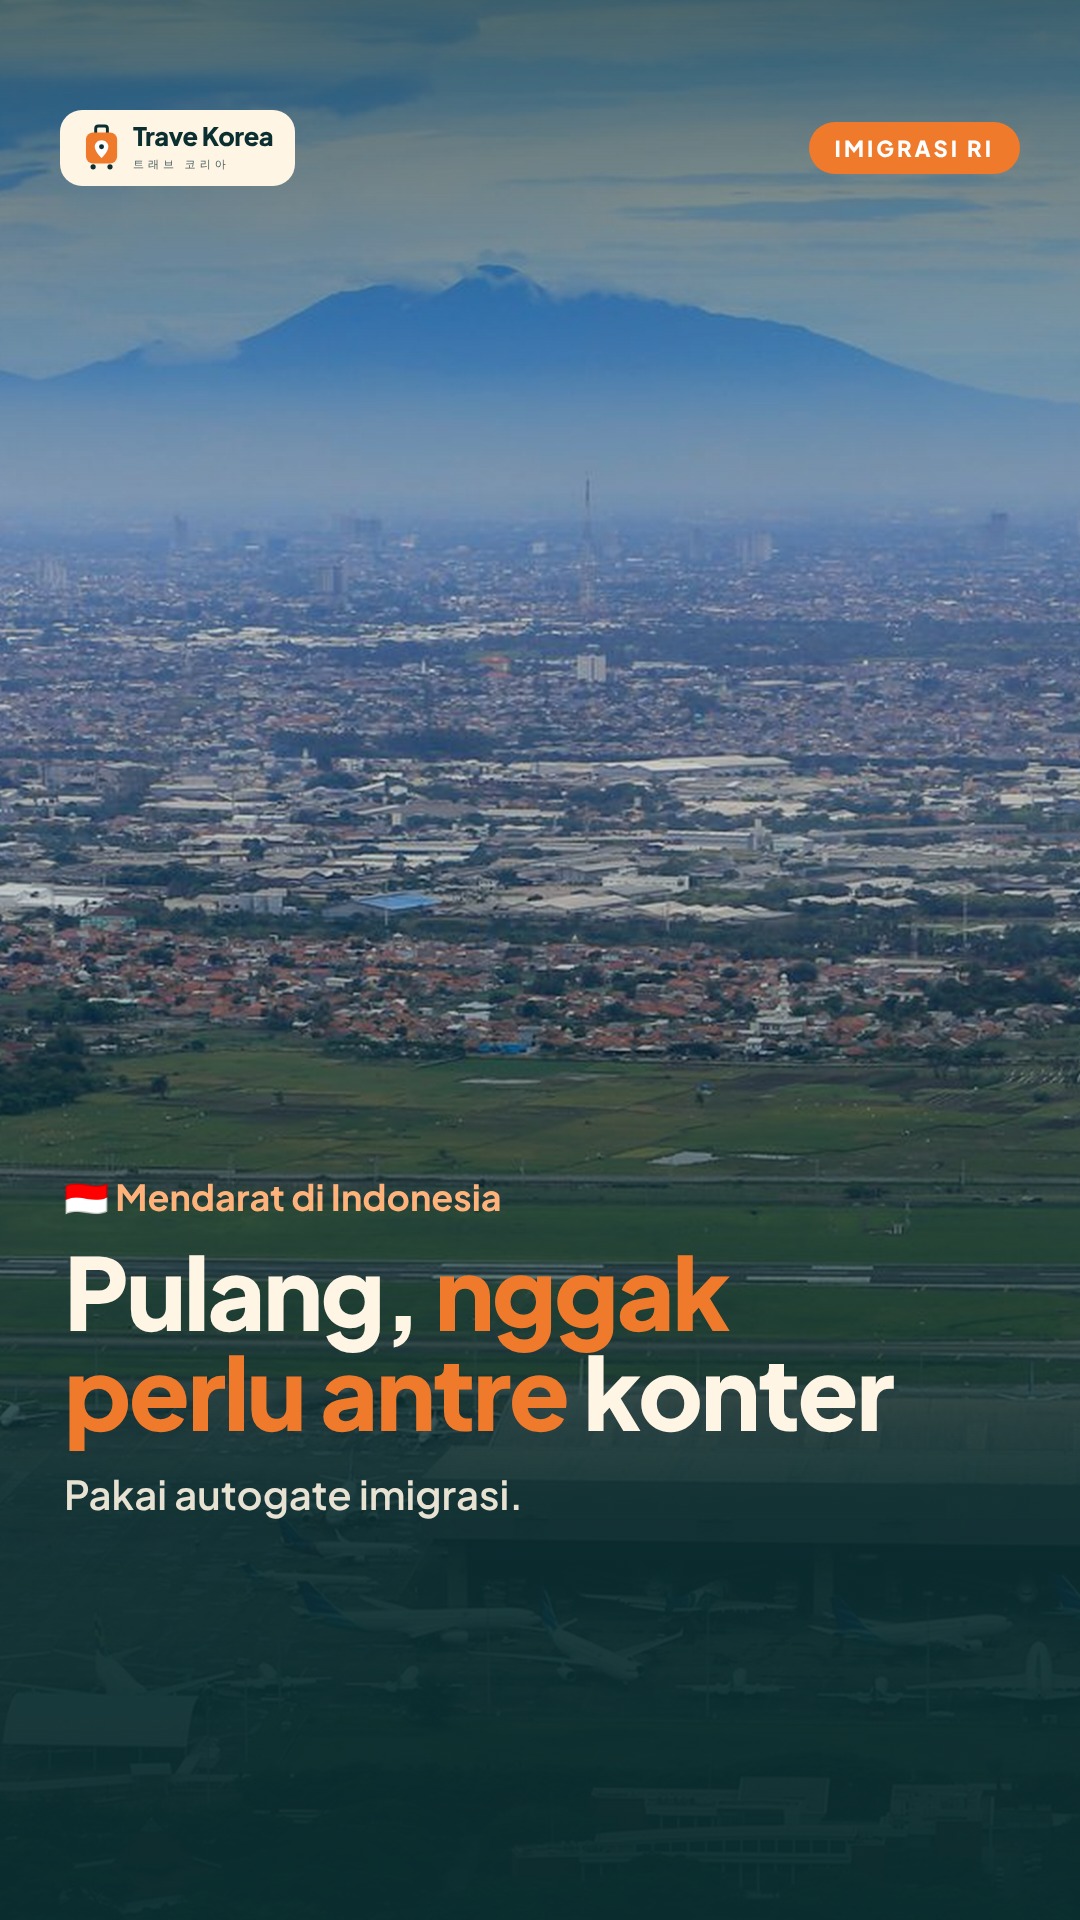 Trave Korea
트래브 코리아
IMIGRASI RI
🇮🇩 Mendarat di Indonesia
Pulang, nggak
perlu antre konter
Pakai autogate imigrasi.